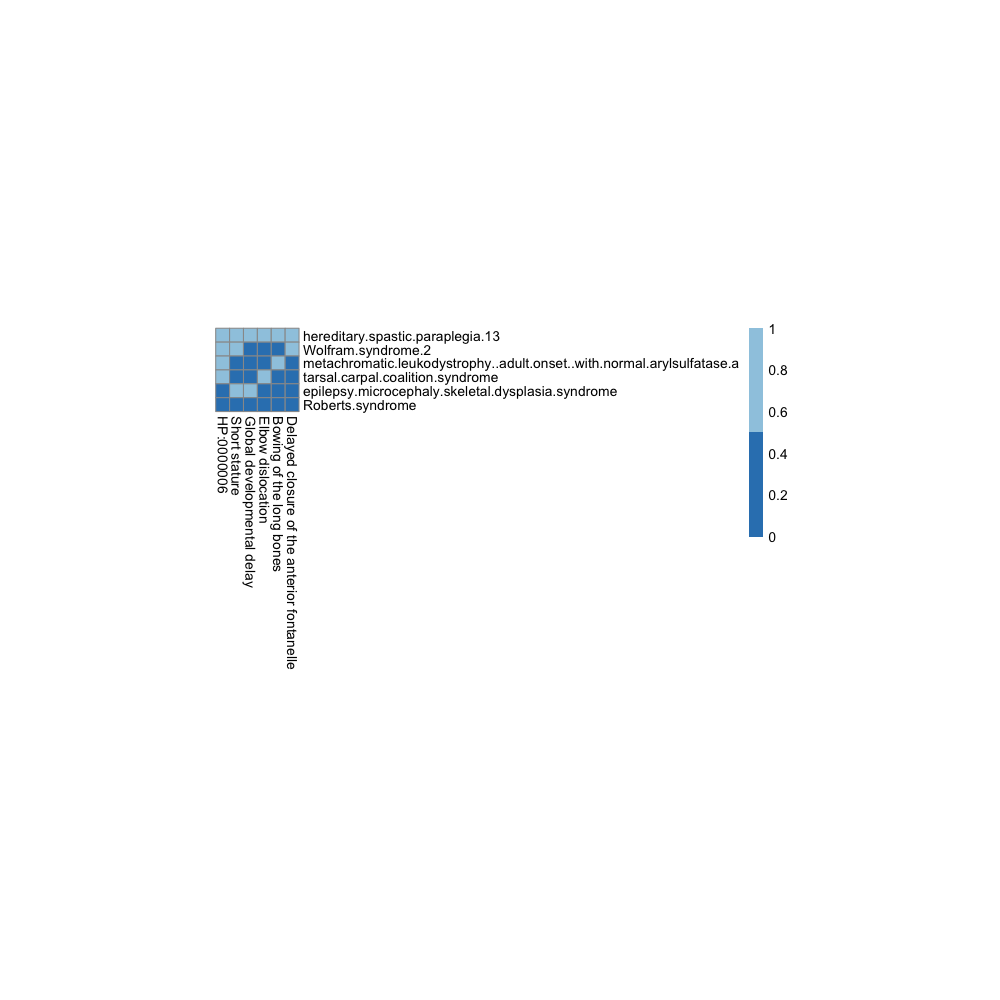 hereditary.spastic.paraplegia.13
Wolfram.syndrome.2
metachromatic.leukodystrophy..adult.onset..with.normal.arylsulfatase.a
tarsal.carpal.coalition.syndrome
epilepsy.microcephaly.skeletal.dysplasia.syndrome
Roberts.syndrome
HP:0000006
Short stature
Global developmental delay
Elbow dislocation
Bowing of the long bones
Delayed closure of the anterior fontanelle
1
0.8
0.6
0.4
0.2
0